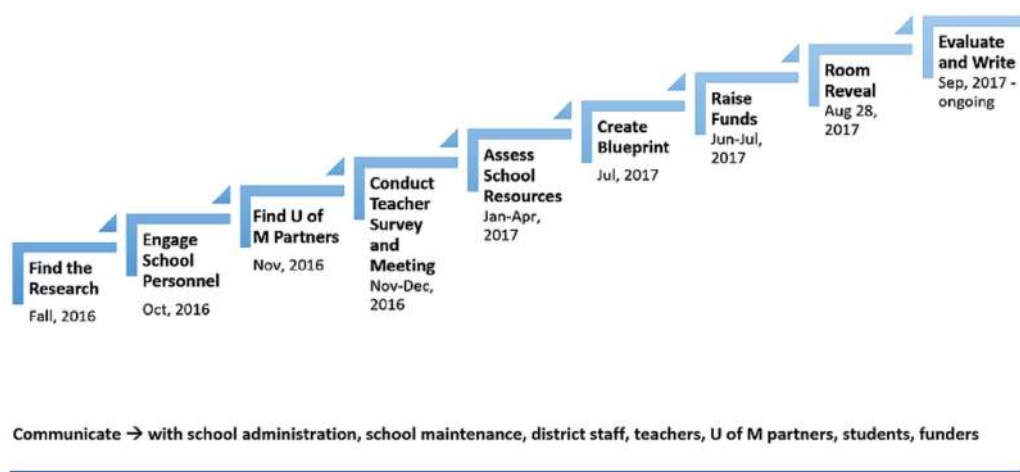 Find the
Research
Fall, 2016
Engage
School
Personnel
Oct, 2016
Find U of
M Partners
Nov, 2016
Conduct
Teacher
Survey
and
Meeting
Nov-Dec,
2016
Assess
School
Resources
Jan-Apr,
2017
Create
Blueprint
Jul, 2017
Raise
Funds
Jun-Jul,
2017
Room
Reveal
Aug 28,
2017
Evaluate
and Write
Sep, 2017 -
ongoing
Communicate → with school administration, school maintenance, district staff, teachers, U of M partners, students, funders